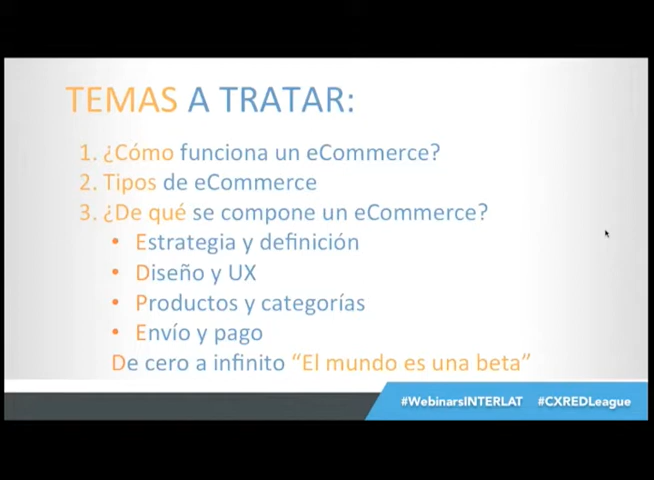 TEMAS A TRATAR:
1. ¿Cómo funciona un eCommerce?
2. Tipos de eCommerce
3. ¿De qué se compone un eCommerce?
• Estrategia y definición
• Diseño y UX
• Productos y categorías
• Envío y pago
De cero a infinito “El mundo es una beta”
#WebinarsINTERLAT #CXREDLeague